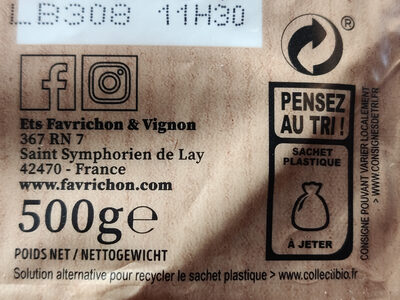 LB308 11H30
Ets Favrichon & Vignon
367 RN 7
Saint Symphorien de Lay
42470 - France
www.favrichon.com
500g℮
POIDS NET / NETTOGEWICHT
Solution alternative pour recycler le sachet plastique > www.collecübio.fr
®
PENSEZ
AU TRI !
SACHET
PLASTIQUE
À JETER
CONSIGNE POUVANT VARIER LOCALEMENT
> WWW.CONSIGNESDETRI.FR